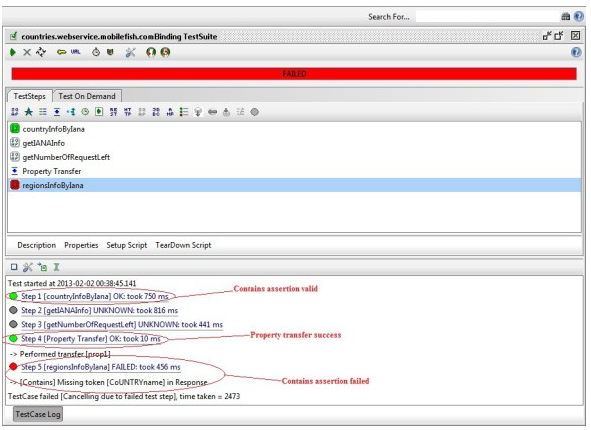 Search For...
countries.webservice.mobilefish.comBinding TestSuite
URL
FAILED
TestSteps Test On Demand
countryInfoByIana
getIANAInfo
getNumberOfRequestLeft
Property Transfer
regionsInfoByIana
Description Properties Setup Script TearDown Script
Test started at 2013-02-02 00:38:45.141
Step 1 [countryInfoByIana] OK: took 750 ms
Contains assertion valid
Step 2 [getIANAInfo] UNKNOWN: took 816 ms
Step 3 [getNumberOfRequestLeft] UNKNOWN: took 441 ms
Step 4 [Property Transfer] OK: took 10 ms
Property transfer success
-> Performed transfer [prop1]
Step 5 [regionsInfoByIana] FAILED: took 456 ms
-> [Contains] Missing token [CoUNTRYname] in Response
Contains assertion failed
TestCase failed [Cancelling due to failed test step], time taken = 2473
TestCase Log